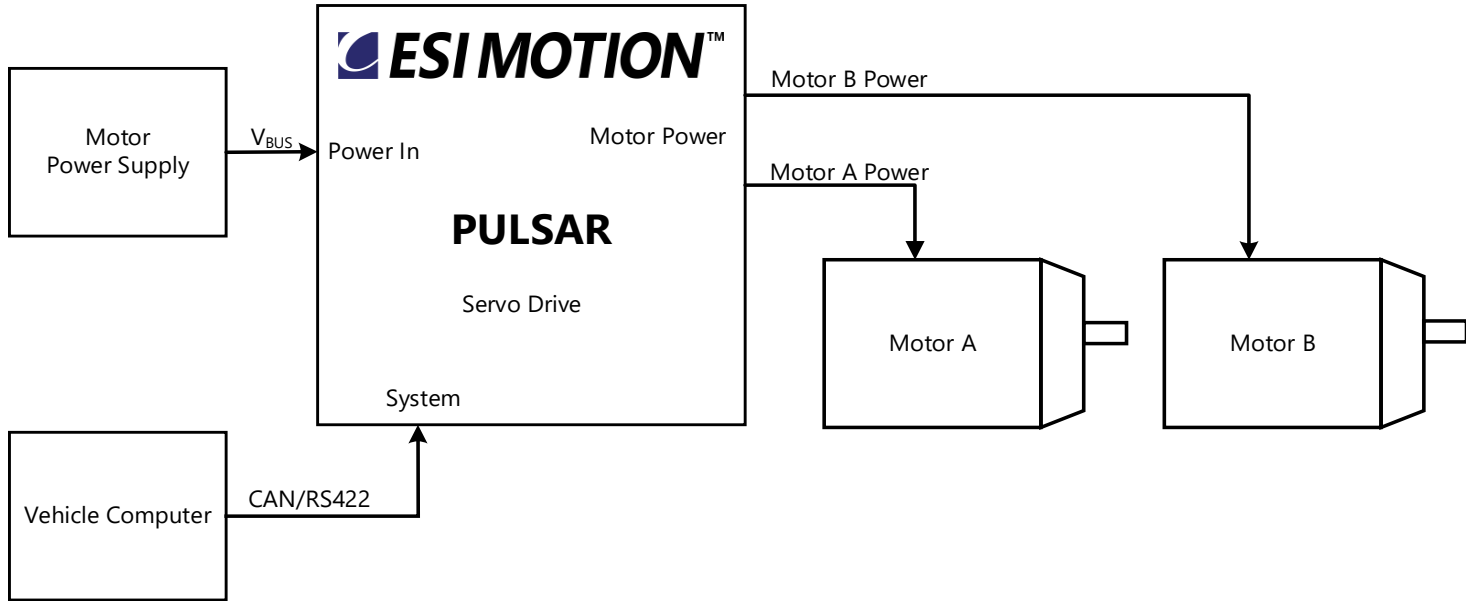 ESI MOTION™
Motor B Power
Motor
Power Supply
VBUS
Power In
Motor Power
Motor A Power
PULSAR
Servo Drive
Motor A
Motor B
System
Vehicle Computer
CAN/RS422